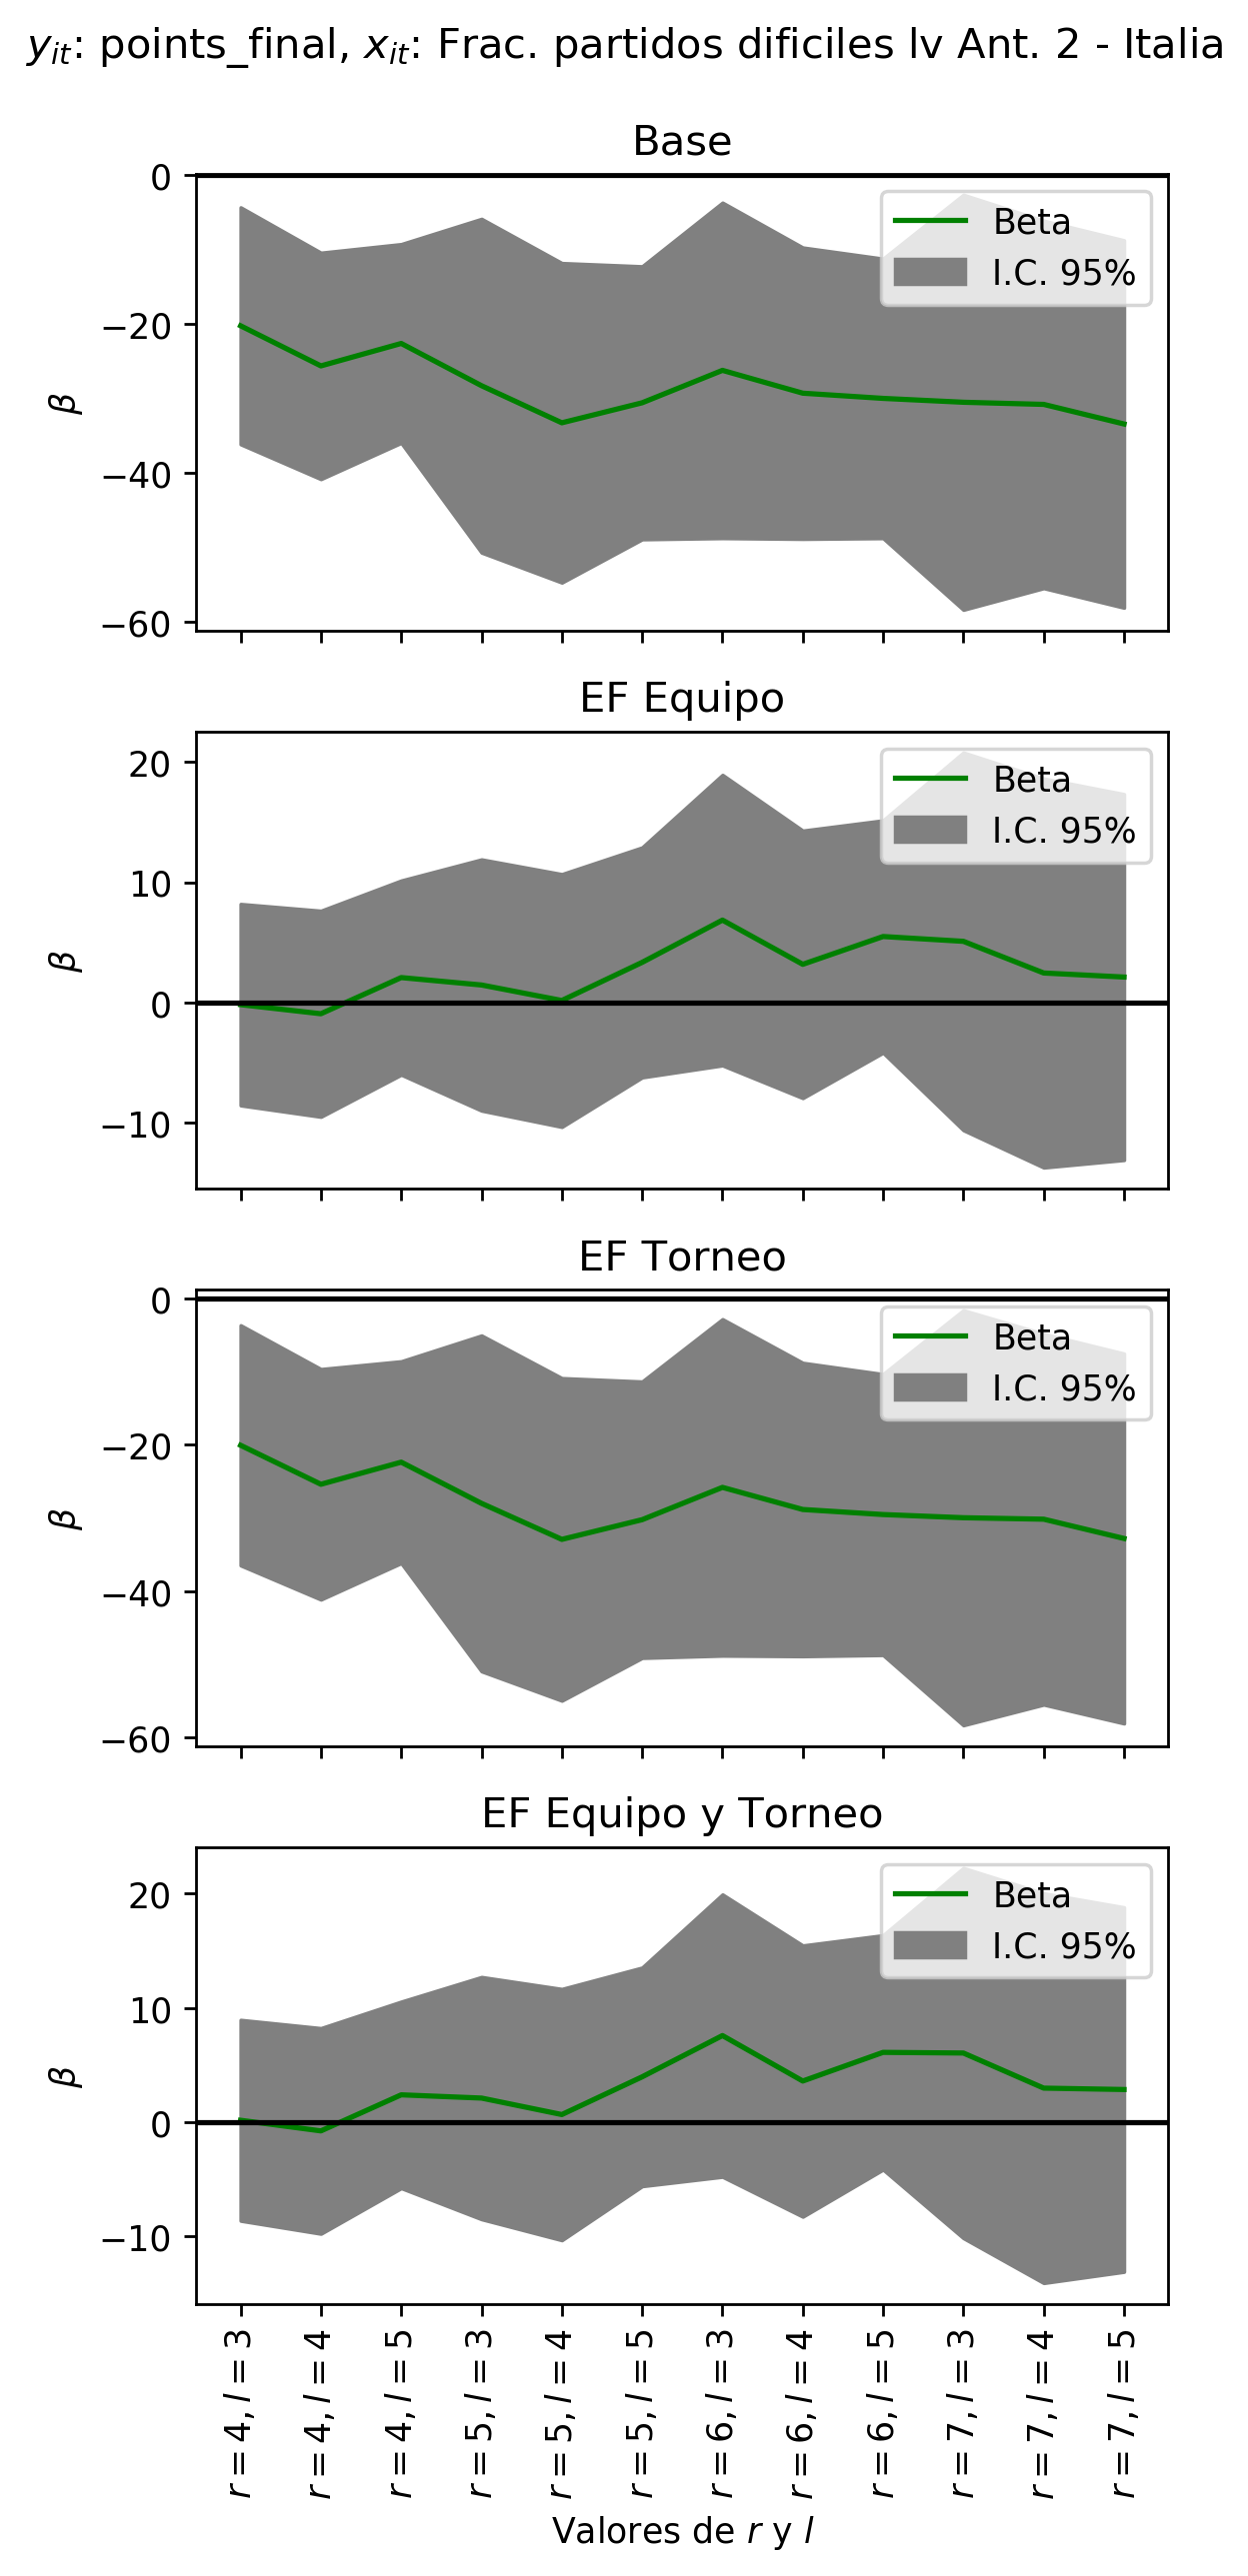 y_it: points_final, x_it: Frac. partidos dificiles lv Ant. 2 - Italia
Base
0
−20
−40
−60
β
Beta
I.C. 95%
EF Equipo
20
10
0
−10
β
Beta
I.C. 95%
EF Torneo
0
−20
−40
−60
β
Beta
I.C. 95%
EF Equipo y Torneo
20
10
0
−10
β
Beta
I.C. 95%
r = 4, l = 3
r = 4, l = 4
r = 4, l = 5
r = 5, l = 3
r = 5, l = 4
r = 5, l = 5
r = 6, l = 3
r = 6, l = 4
r = 6, l = 5
r = 7, l = 3
r = 7, l = 4
r = 7, l = 5
Valores de r y l